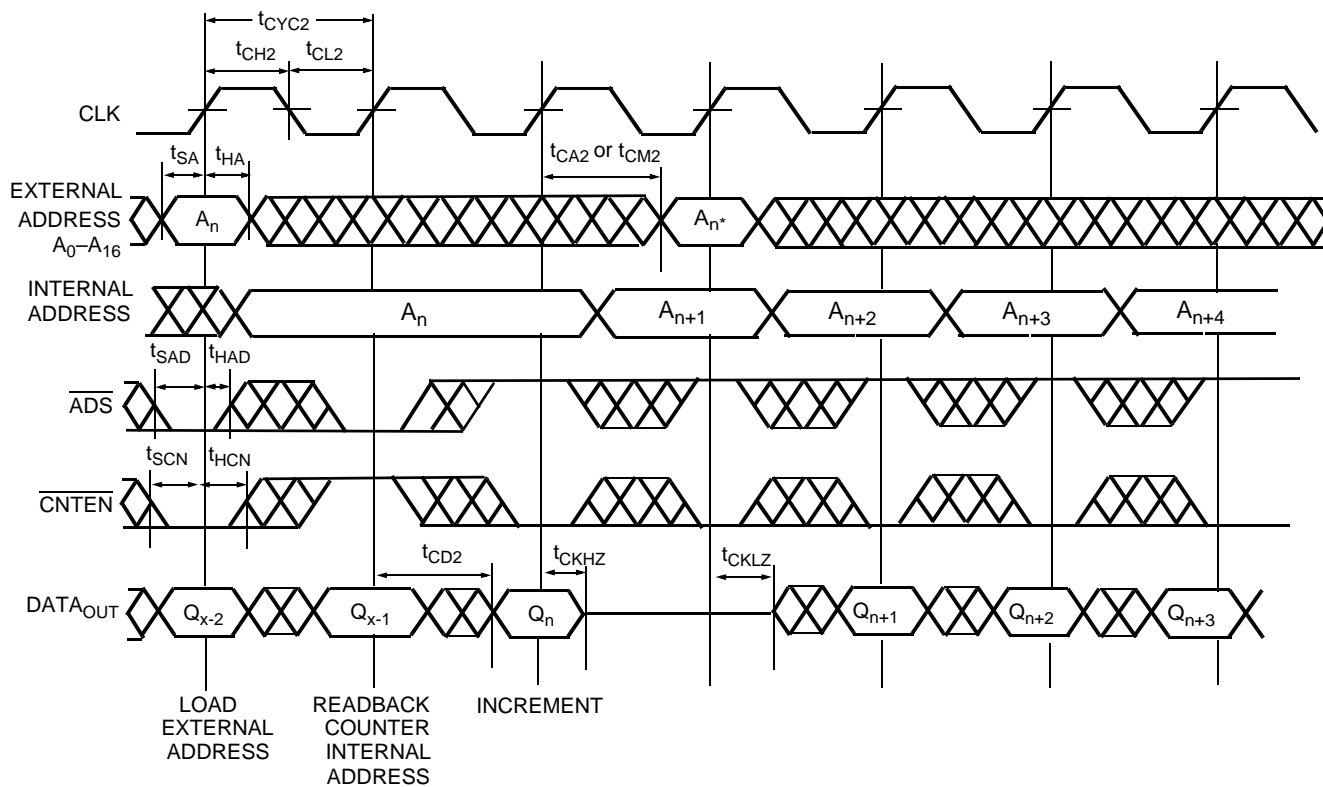 tCYC2
tCH2
tCL2
CLK
tSA
tHA
tCA2 or tCM2
EXTERNAL
ADDRESS
A0–A16
An
An*
INTERNAL
ADDRESS
An
An+1
An+2
An+3
An+4
tSAD
tHAD
ADS
tSCN
tHCN
CNTEN
tCD2
tCKHZ
tCKLZ
DATAOUT
Qx-2
Qx-1
Qn
Qn+1
Qn+2
Qn+3
LOAD
EXTERNAL
ADDRESS
READBACK
COUNTER
INTERNAL
ADDRESS
INCREMENT